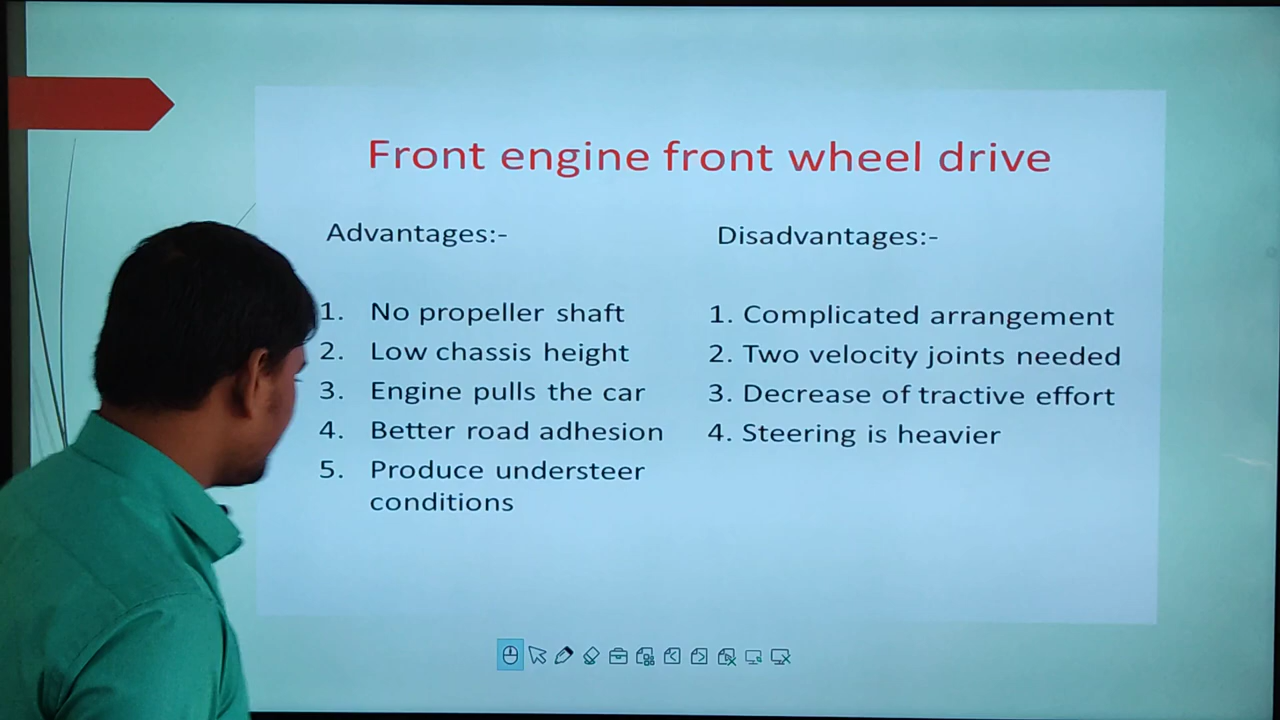 Front engine front wheel drive
Advantages:-
1. No propeller shaft
2. Low chassis height
3. Engine pulls the car
4. Better road adhesion
5. Produce understeer
conditions
Disadvantages:-
1. Complicated arrangement
2. Two velocity joints needed
3. Decrease of tractive effort
4. Steering is heavier